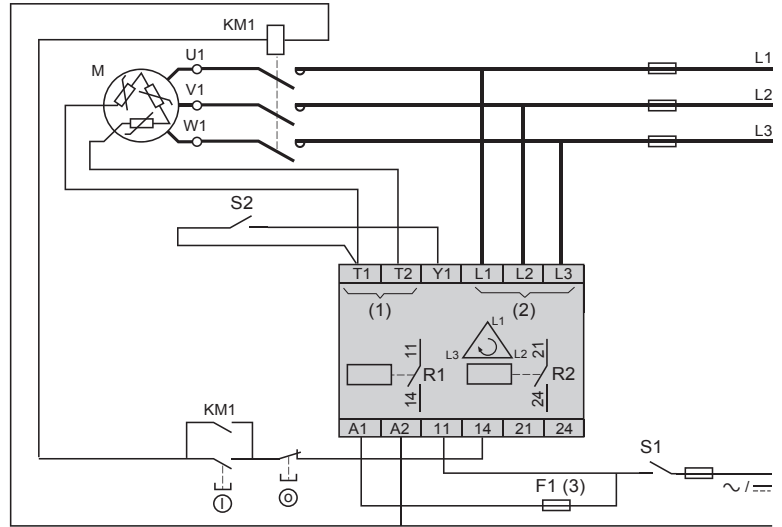 KM1
L1
U1
M
V1
L2
W1
L3
S2
T1 T2 Y1 L1 L2 L3
(1) (2)
L1
L3 L2
11 21
R1 R2
14 24
KM1
A1 A2 11 14 21 24
S1
F1 (3)
I O
~ / ⎓